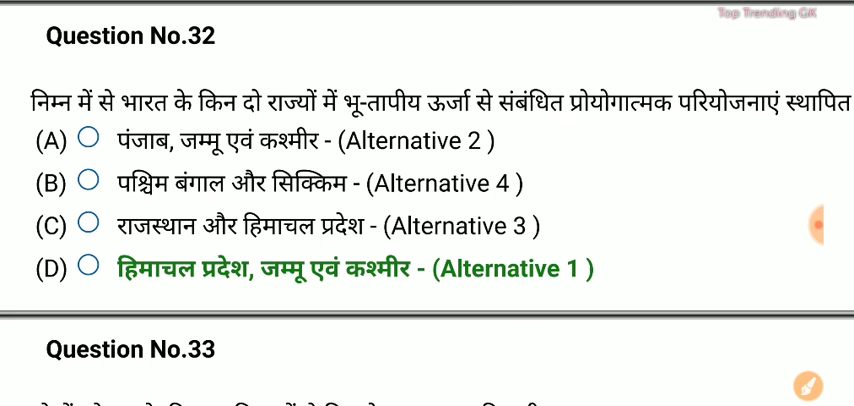 Top Trending GK
Question No.32
निम्न में से भारत के किन दो राज्यों में भू-तापीय ऊर्जा से संबंधित प्रोयोगात्मक परियोजनाएं स्थापित
(A) पंजाब, जम्मू एवं कश्मीर - (Alternative 2 )
(B) पश्चिम बंगाल और सिक्किम - (Alternative 4 )
(C) राजस्थान और हिमाचल प्रदेश - (Alternative 3 )
(D) हिमाचल प्रदेश, जम्मू एवं कश्मीर - (Alternative 1 )
Question No.33